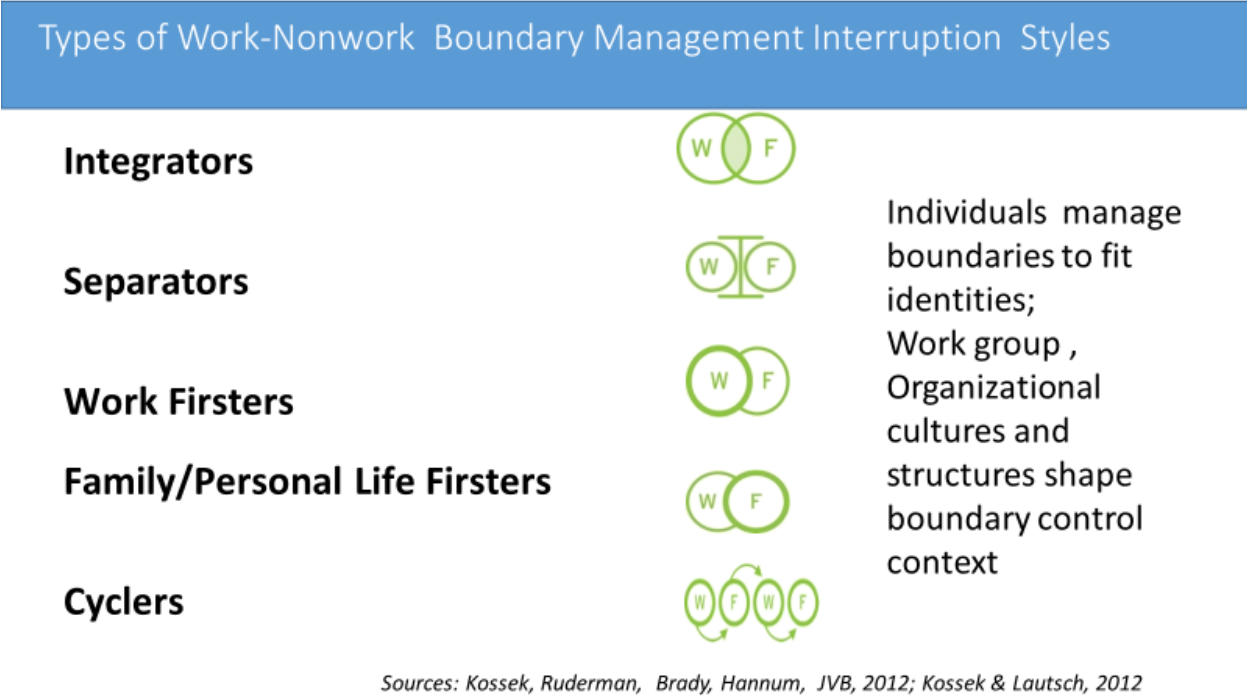 Types of Work-Nonwork Boundary Management Interruption Styles
Integrators
W F
Separators
W F
Work Firsters
W F
Family/Personal Life Firsters
W F
Cyclers
W F W F
Individuals manage
boundaries to fit
identities;
Work group ,
Organizational
cultures and
structures shape
boundary control
context
Sources: Kossek, Ruderman, Brady, Hannum, JVB, 2012; Kossek & Lautsch, 2012